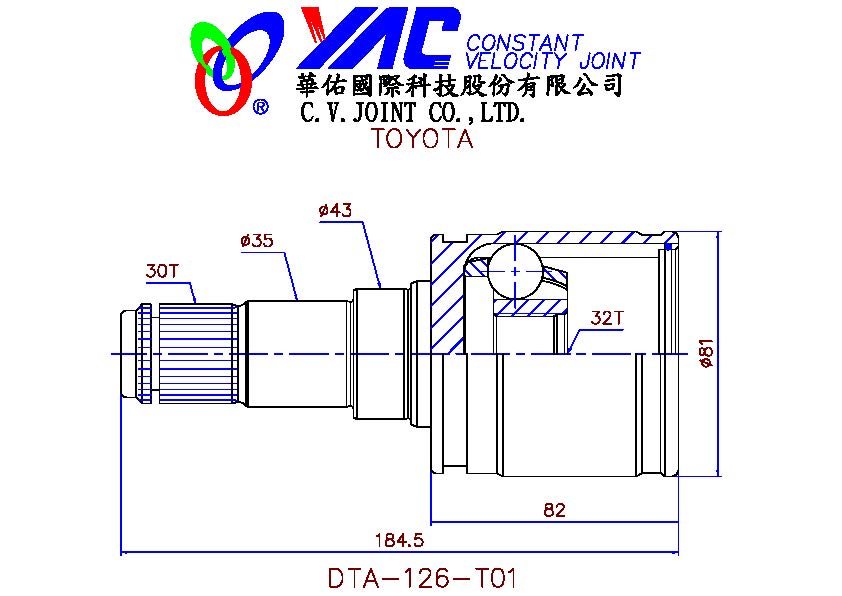 YAC CONSTANT
VELOCITY JOINT
®
華佑國際科技股份有限公司
C.V.JOINT CO.,LTD.
TOYOTA
ø43
ø35
30T
32T
ø81
82
184.5
DTA-126-T01